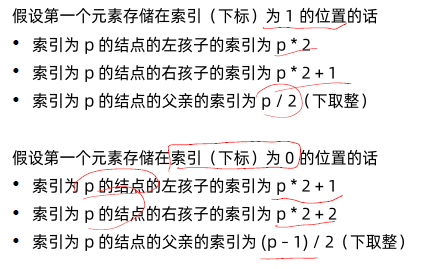 假设第一个元素存储在索引（下标）为 1 的位置的话
• 索引为 p 的结点的左孩子的索引为 p * 2
• 索引为 p 的结点的右孩子的索引为 p * 2 + 1
• 索引为 p 的结点的父亲的索引为 p / 2（下取整）
假设第一个元素存储在索引（下标）为 0 的位置的话
• 索引为 p 的结点的左孩子的索引为 p * 2 + 1
• 索引为 p 的结点的右孩子的索引为 p * 2 + 2
• 索引为 p 的结点的父亲的索引为 (p – 1) / 2（下取整）